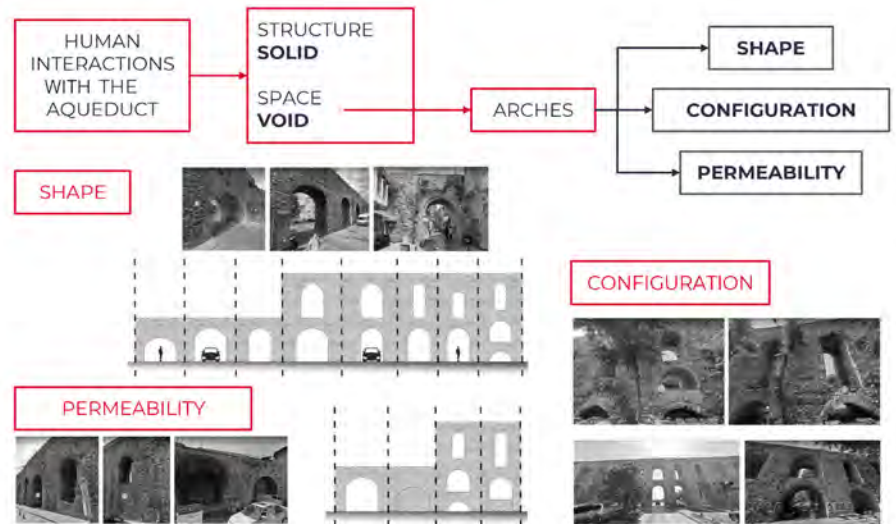 HUMAN
INTERACTIONS
WITH THE
AQUEDUCT
STRUCTURE
SOLID
SPACE
VOID
ARCHES
SHAPE
CONFIGURATION
PERMEABILITY
SHAPE
CONFIGURATION
PERMEABILITY